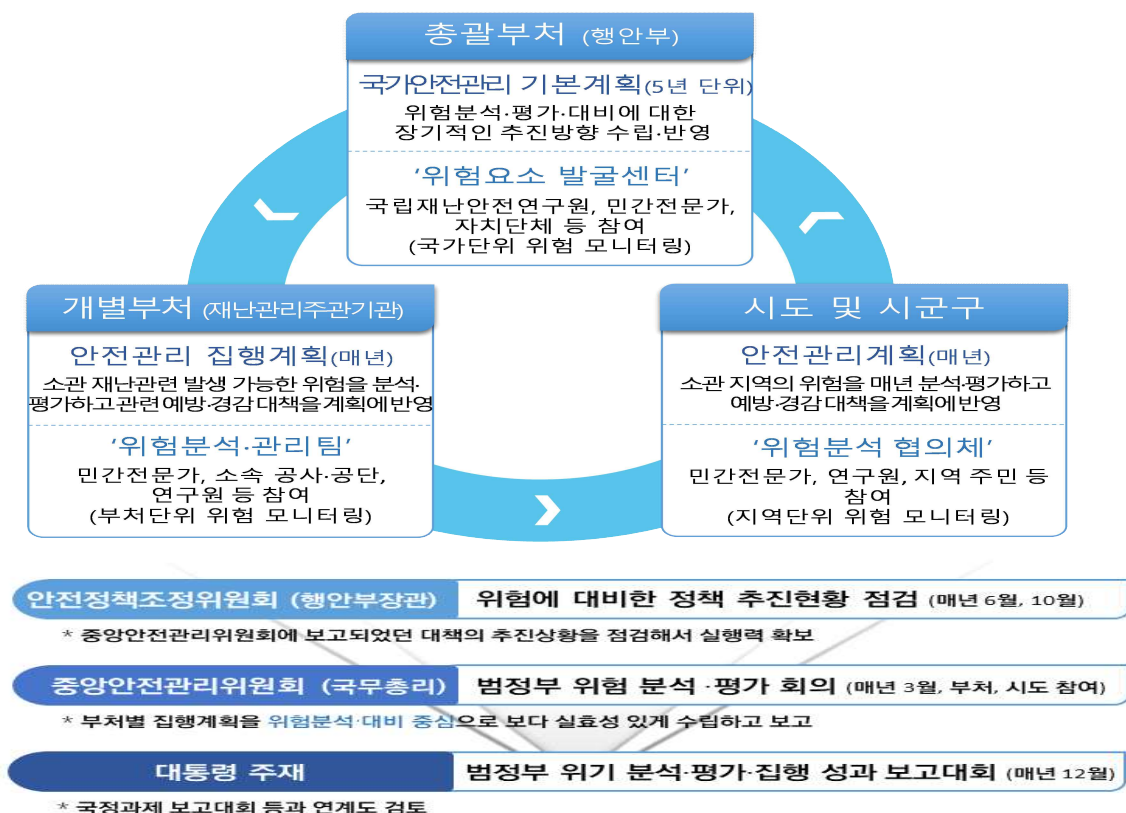 총괄부처 (행안부)
국가안전관리 기본계획(5년 단위)
위험분석·평가·대비에 대한
장기적인 추진방향 수립·반영
‘위험요소 발굴센터’
국립재난안전연구원, 민간전문가,
자치단체 등 참여
(국가단위 위험 모니터링)
개별부처 (재난관리주관기관)
안전관리 집행계획(매년)
소관 재난관련 발생 가능한 위험을 분석·
평가하고 관련 예방·경감 대책을 계획에 반영
‘위험분석·관리팀’
민간전문가, 소속 공사·공단,
연구원 등 참여
(부처단위 위험 모니터링)
시도 및 시군구
안전관리계획(매년)
소관 지역의 위험을 매년 분석·평가하고
예방·경감 대책을 계획에 반영
‘위험분석 협의체’
민간전문가, 연구원, 지역 주민 등
참여
(지역단위 위험 모니터링)
안전정책조정위원회 (행안부장관) 위험에 대비한 정책 추진현황 점검 (매년 6월, 10월)
* 중앙안전관리위원회에 보고되었던 대책의 추진상황을 점검해서 실행력 확보
중앙안전관리위원회 (국무총리) 범정부 위험 분석·평가 회의 (매년 3월, 부처, 시도 참여)
* 부처별 집행계획을 위험분석·대비 중심으로 보다 실효성 있게 수립하고 보고
대통령 주재 범정부 위기 분석·평가·집행 성과 보고대회 (매년 12월)
* 국정과제 보고대회 등과 연계도 검토